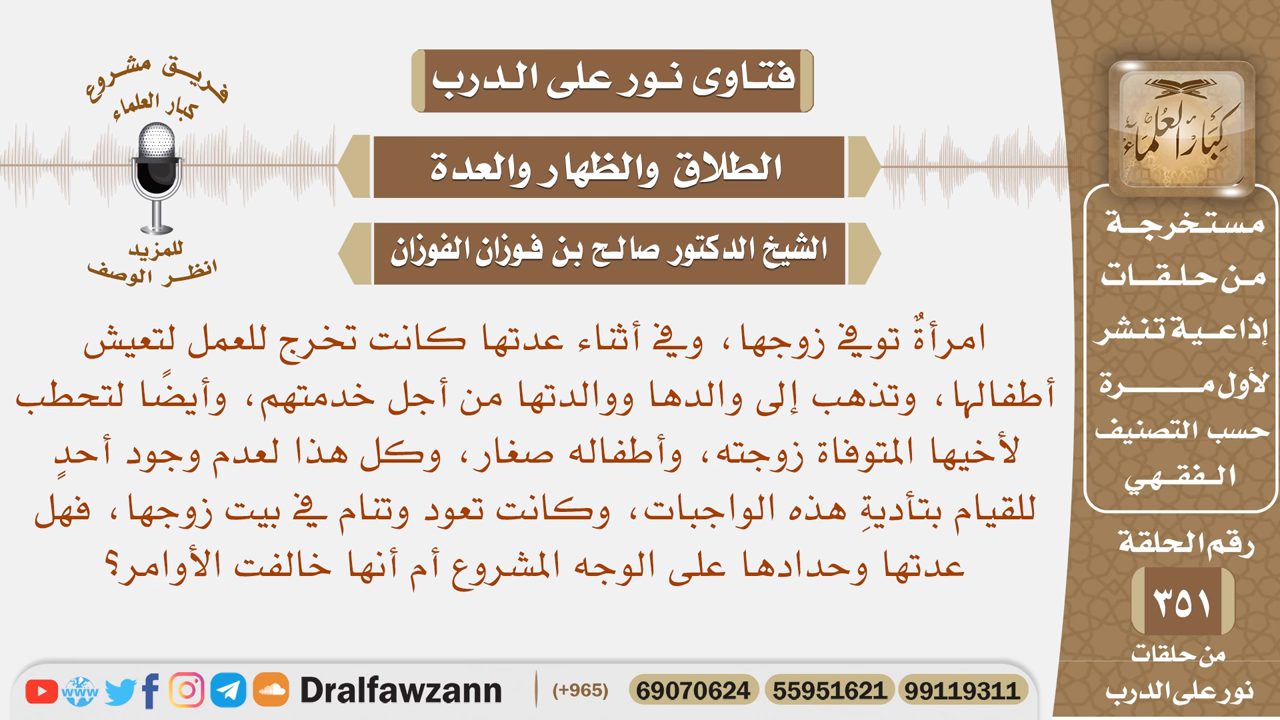 فتاوى نور على الدرب
الطلاق والظهار والعدة
الشيخ الدكتور صالح بن فوزان الفوزان
فريق مشروع
كبار العلماء
للمزيد
انظر الوصف
امرأةٌ توفي زوجها، وفي أثناء عدتها كانت تخرج للعمل لتعيش
أطفالها، وتذهب إلى والدها ووالدتها من أجل خدمتهم، وأيضًا لتحطب
لأخيها المتوفاة زوجته، وأطفاله صغار، وكل هذا لعدم وجود أحدٍ
للقيام بتأديةِ هذه الواجبات، وكانت تعود وتنام في بيت زوجها، فهل
عدتها وحدادها على الوجه المشروع أم أنها خالفت الأوامر؟
كبار العلماء
مستخرجة
من حلقات
إذاعية تنشر
لأول مرة
حسب التصنيف
الفقهي
رقم الحلقة
٣٥١
من حلقات
نور على الدرب
www Dralfawzann (+965) 69070624 55951621 99119311